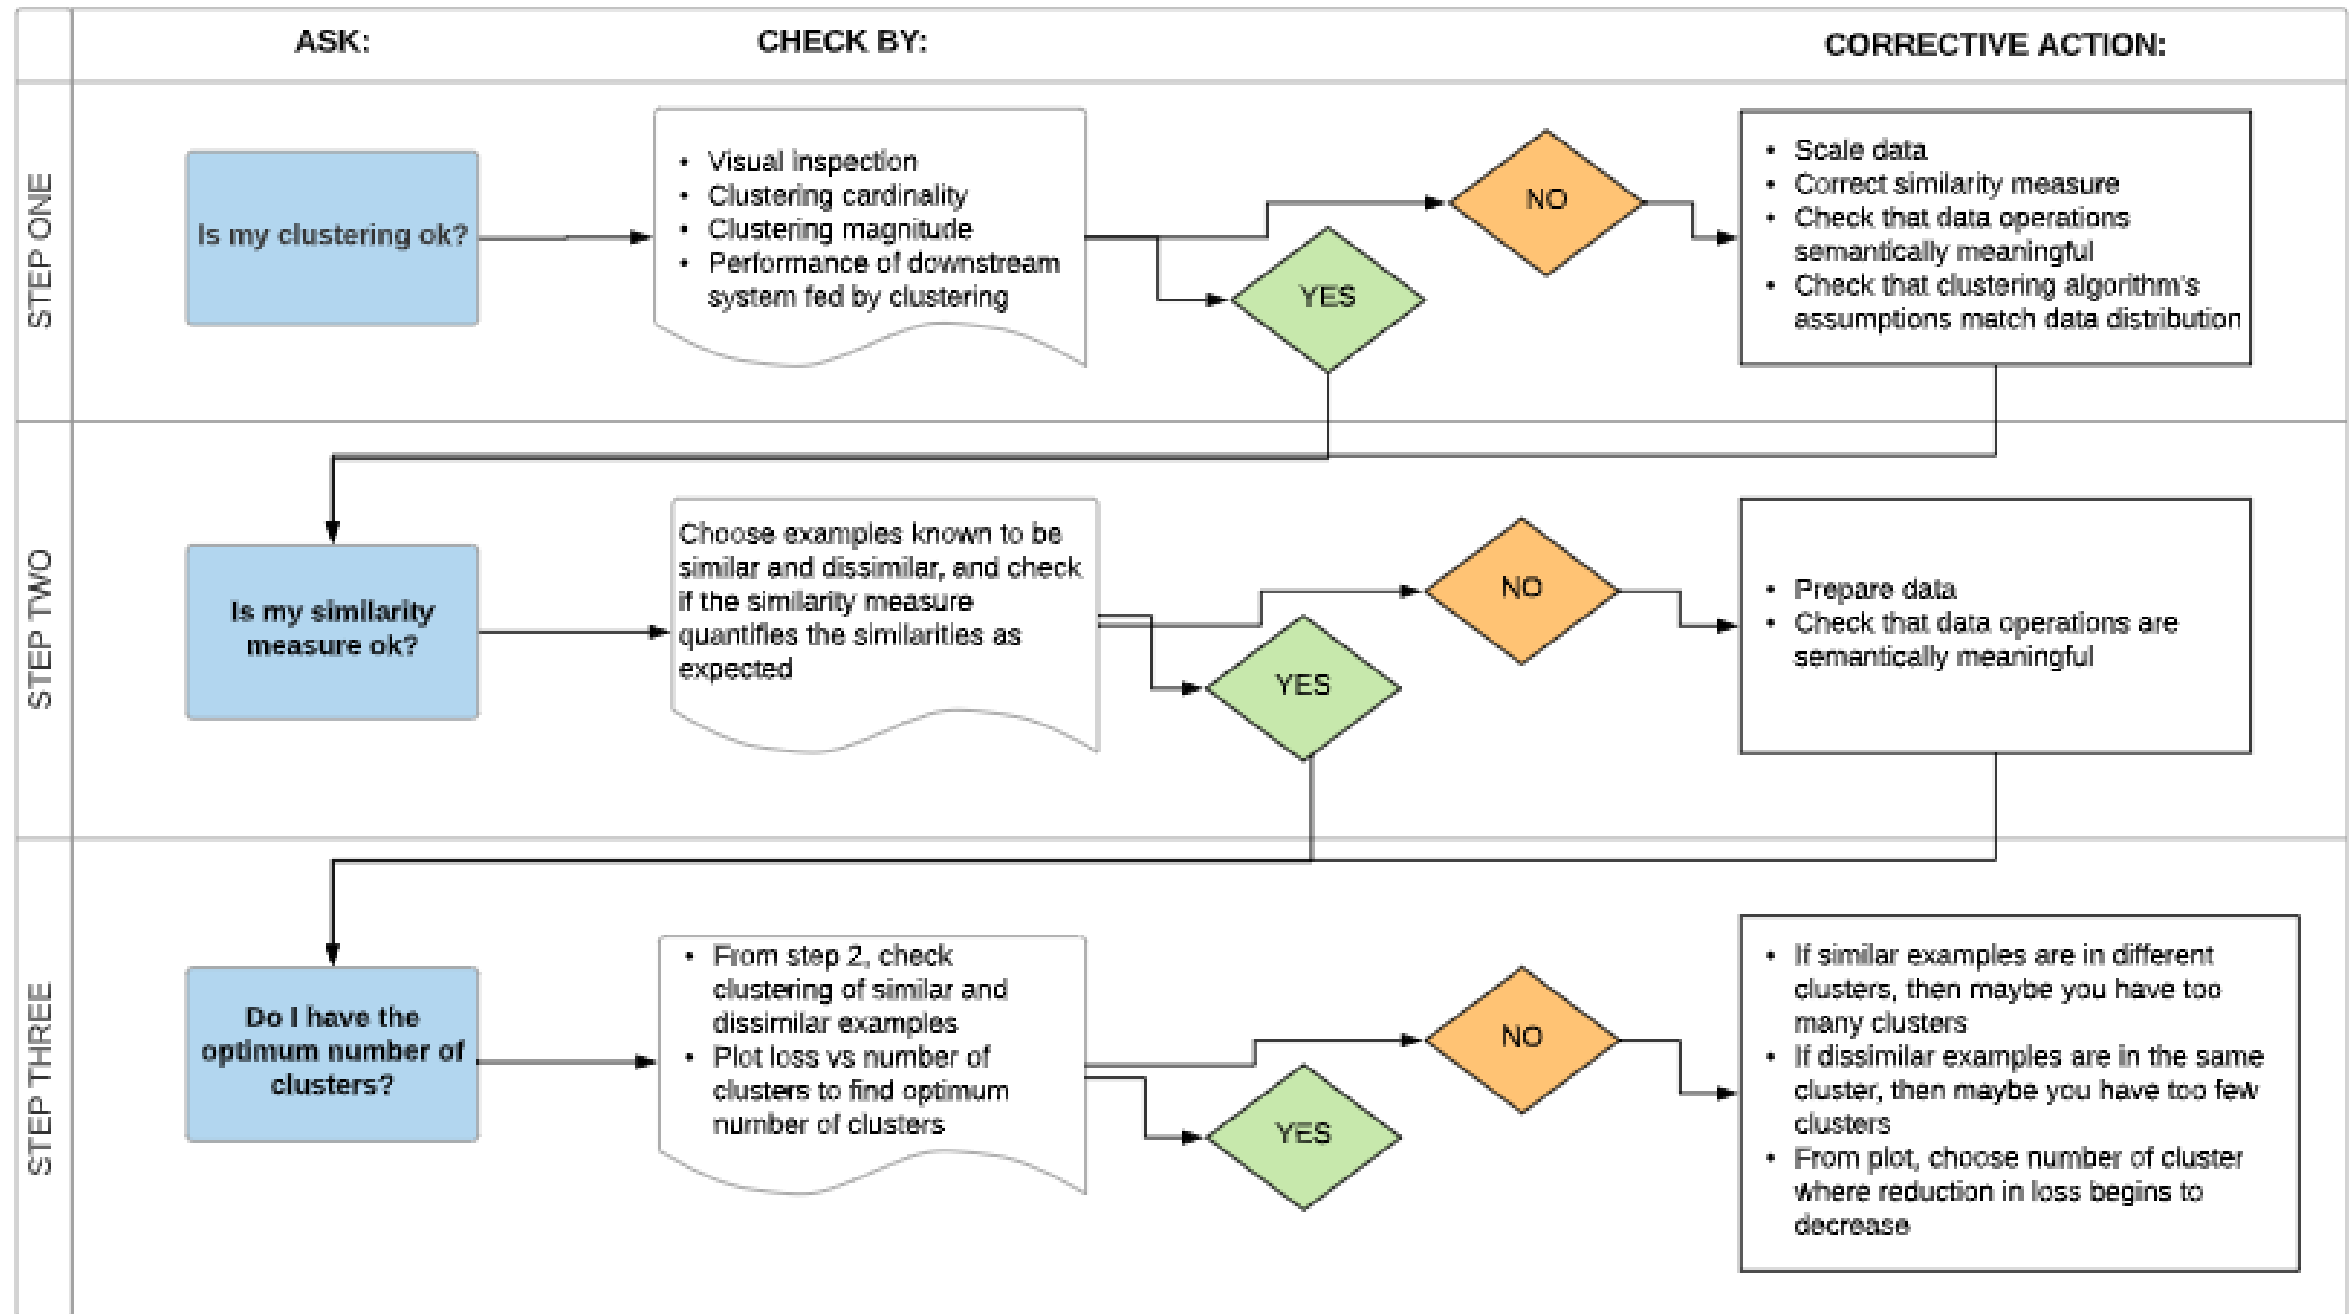 ASK:
CHECK BY:
CORRECTIVE ACTION:
STEP ONE
Is my clustering ok?
• Visual inspection
• Clustering cardinality
• Clustering magnitude
• Performance of downstream
system fed by clustering
NO
YES
• Scale data
• Correct similarity measure
• Check that data operations
semantically meaningful
• Check that clustering algorithm's
assumptions match data distribution
STEP TWO
Is my similarity
measure ok?
Choose examples known to be
similar and dissimilar, and check
if the similarity measure
quantifies the similarities as
expected
NO
YES
• Prepare data
• Check that data operations are
semantically meaningful
STEP THREE
Do I have the
optimum number of
clusters?
• From step 2, check
clustering of similar and
dissimilar examples
• Plot loss vs number of
clusters to find optimum
number of clusters
NO
YES
• If similar examples are in different
clusters, then maybe you have too
many clusters
• If dissimilar examples are in the same
cluster, then maybe you have too few
clusters
• From plot, choose number of cluster
where reduction in loss begins to
decrease